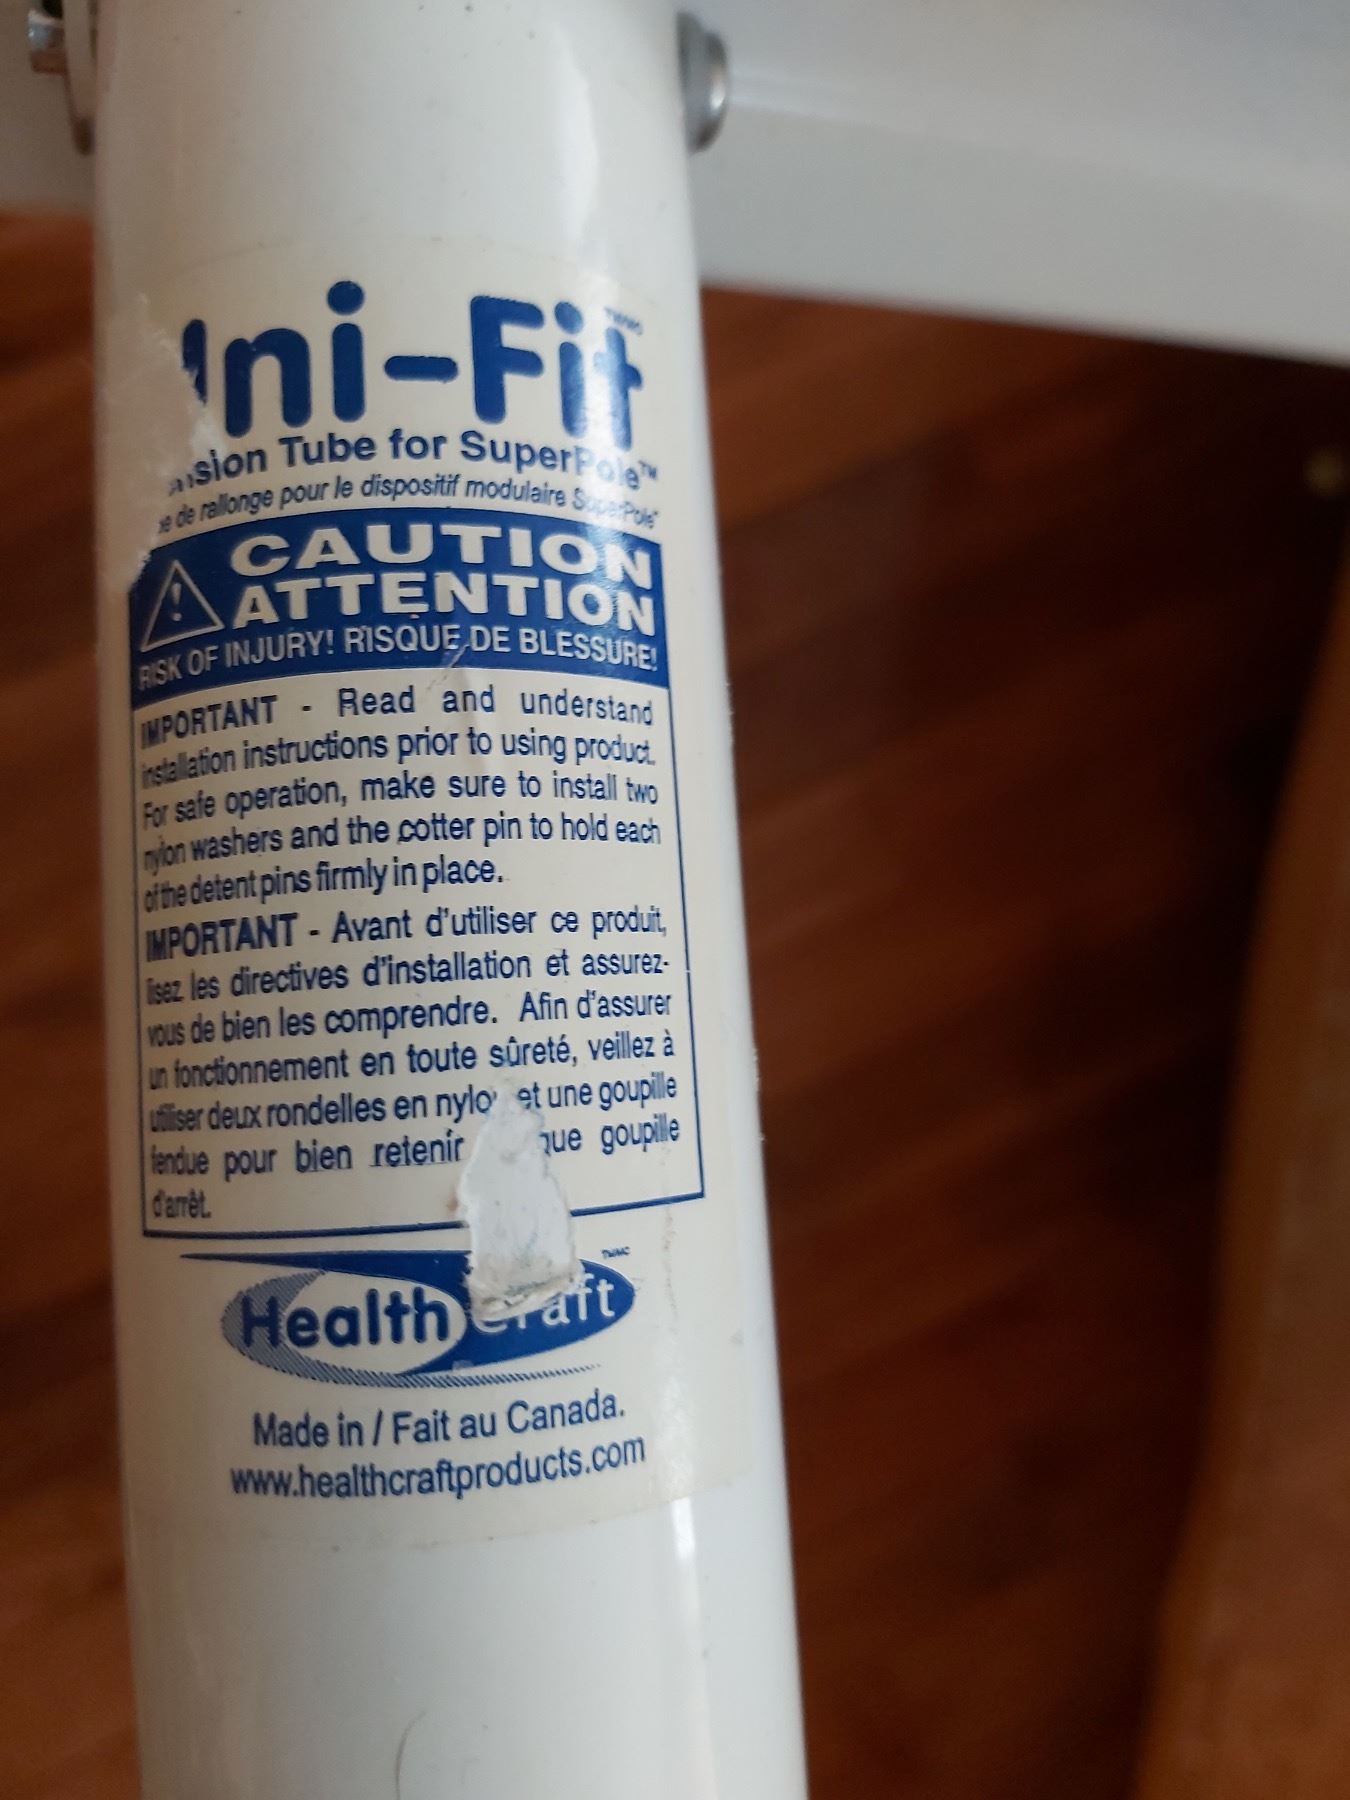 ni-Fit
sion Tube for SuperPole™
de rallonge pour le dispositif modulaire SuperPole
CAUTION
ATTENTION
RISK OF INJURY! RISQUE DE BLESSURE!
IMPORTANT - Read and understand
installation instructions prior to using product.
For safe operation, make sure to install two
nylon washers and the cotter pin to hold each
of the detent pins firmly in place.
IMPORTANT - Avant d'utiliser ce produit,
lisez les directives d'installation et assurez-
vous de bien les comprendre. Afin d'assurer
un fonctionnement en toute sûreté, veillez à
utiliser deux rondelles en nylo et une goupille
fendue pour bien retenir que goupille
d'arrêt.
HealthCraft
Made in / Fait au Canada.
www.healthcraftproducts.com